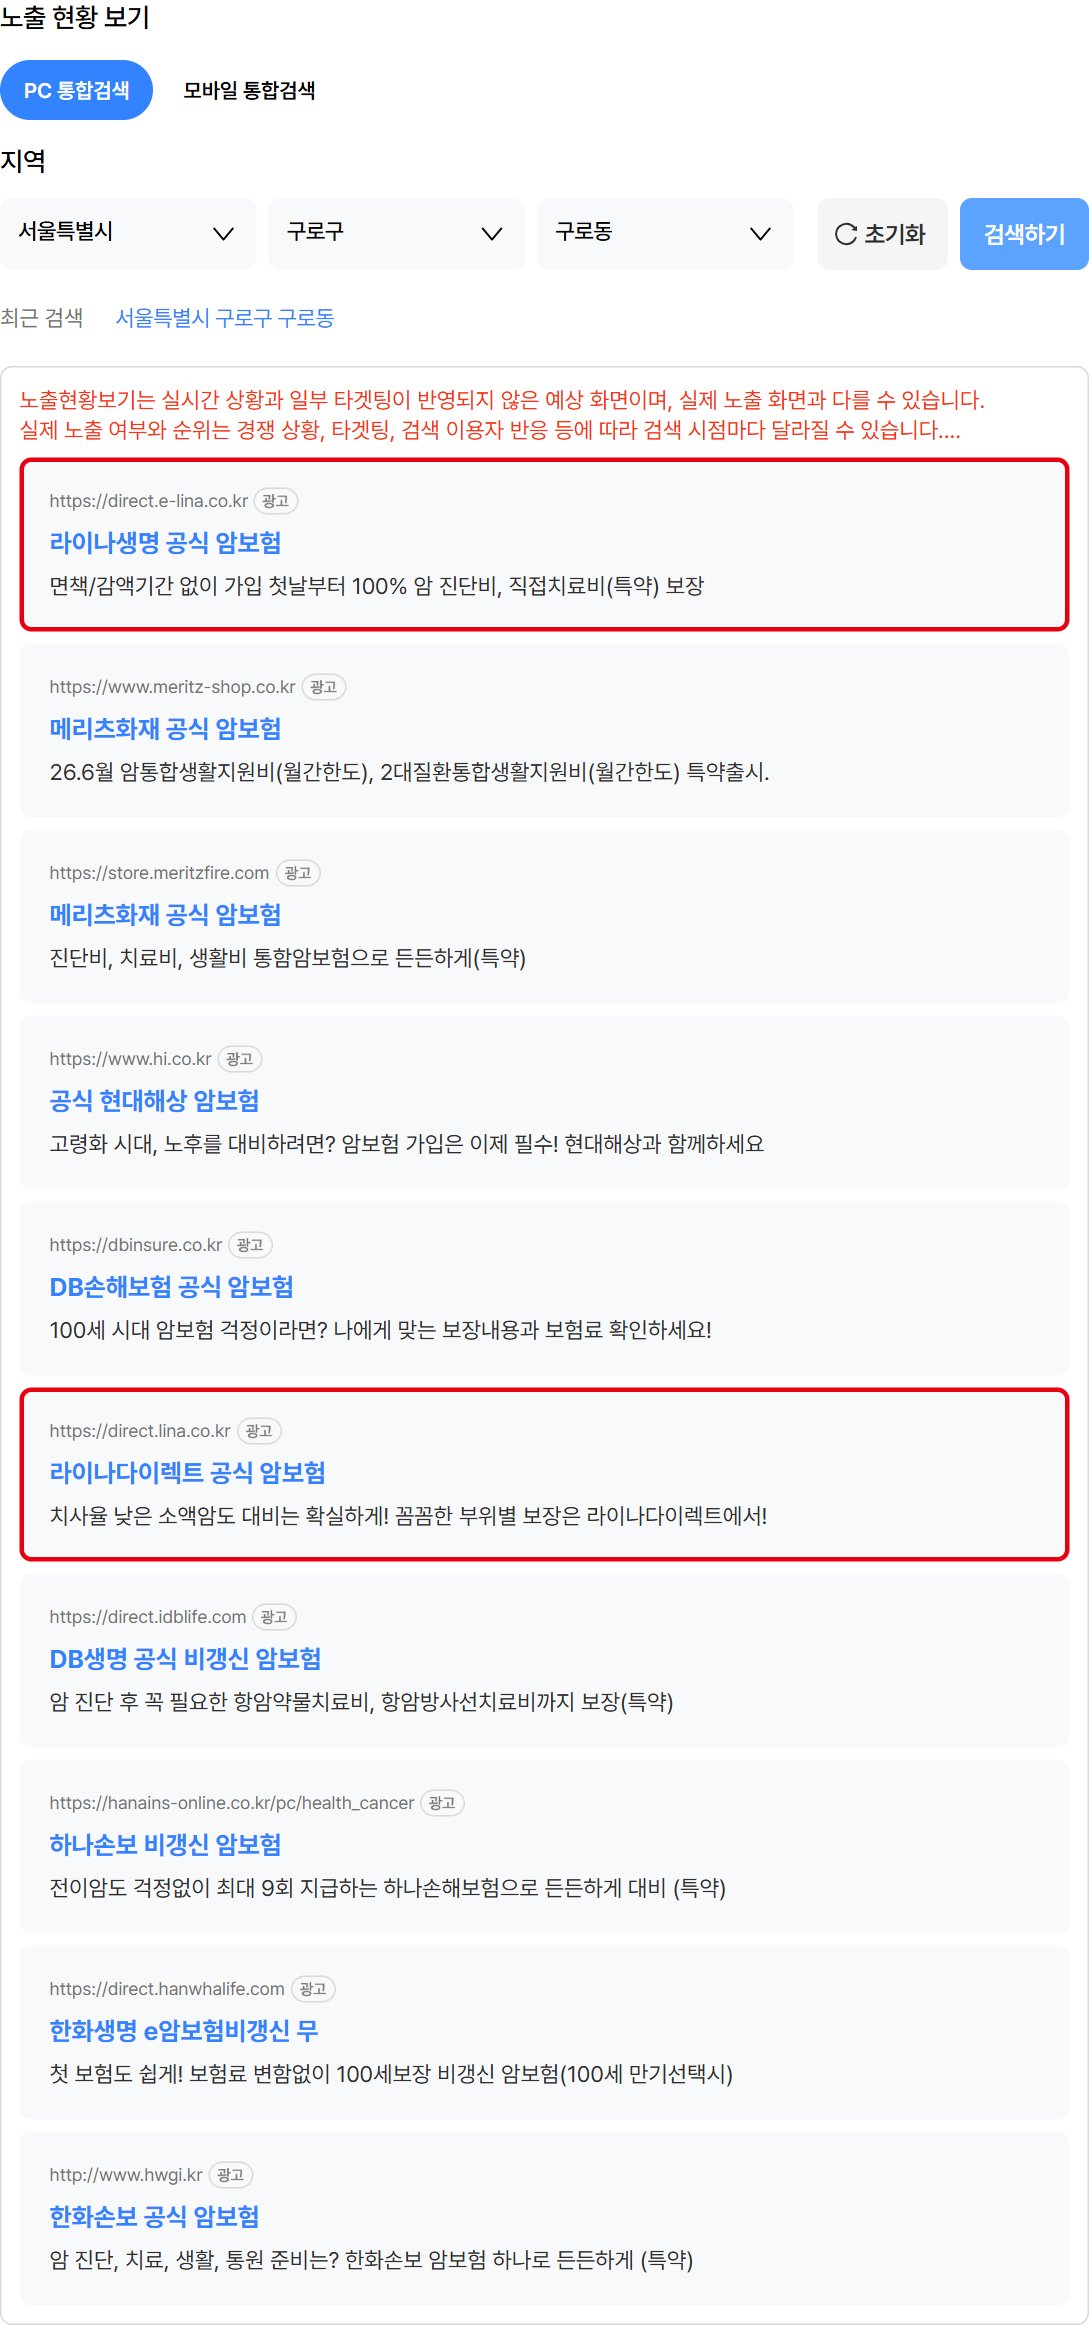 노출 현황 보기
PC 통합검색 모바일 통합검색
지역
서울특별시 구로구 구로동 초기화 검색하기
최근 검색 서울특별시 구로구 구로동
노출현황보기는 실시간 상황과 일부 타겟팅이 반영되지 않은 예상 화면이며, 실제 노출 화면과 다를 수 있습니다.
실제 노출 여부와 순위는 경쟁 상황, 타겟팅, 검색 이용자 반응 등에 따라 검색 시점마다 달라질 수 있습니다....
https://direct.e-lina.co.kr 광고
라이나생명 공식 암보험
면책/감액기간 없이 가입 첫날부터 100% 암 진단비, 직접치료비(특약) 보장
https://www.meritz-shop.co.kr 광고
메리츠화재 공식 암보험
26.6월 암통합생활지원비(월간한도), 2대질환통합생활지원비(월간한도) 특약출시.
https://store.meritzfire.com 광고
메리츠화재 공식 암보험
진단비, 치료비, 생활비 통합암보험으로 든든하게(특약)
https://www.hi.co.kr 광고
공식 현대해상 암보험
고령화 시대, 노후를 대비하려면? 암보험 가입은 이제 필수! 현대해상과 함께하세요
https://dbinsure.co.kr 광고
DB손해보험 공식 암보험
100세 시대 암보험 걱정이라면? 나에게 맞는 보장내용과 보험료 확인하세요!
https://direct.lina.co.kr 광고
라이나다이렉트 공식 암보험
치사율 낮은 소액암도 대비는 확실하게! 꼼꼼한 부위별 보장은 라이나다이렉트에서!
https://direct.idblife.com 광고
DB생명 공식 비갱신 암보험
암 진단 후 꼭 필요한 항암약물치료비, 항암방사선치료비까지 보장(특약)
https://hanains-online.co.kr/pc/health_cancer 광고
하나손보 비갱신 암보험
전이암도 걱정없이 최대 9회 지급하는 하나손해보험으로 든든하게 대비 (특약)
https://direct.hanwhalife.com 광고
한화생명 e암보험비갱신 무
첫 보험도 쉽게! 보험료 변함없이 100세보장 비갱신 암보험(100세 만기선택시)
http://www.hwgi.kr 광고
한화손보 공식 암보험
암 진단, 치료, 생활, 통원 준비는? 한화손보 암보험 하나로 든든하게 (특약)